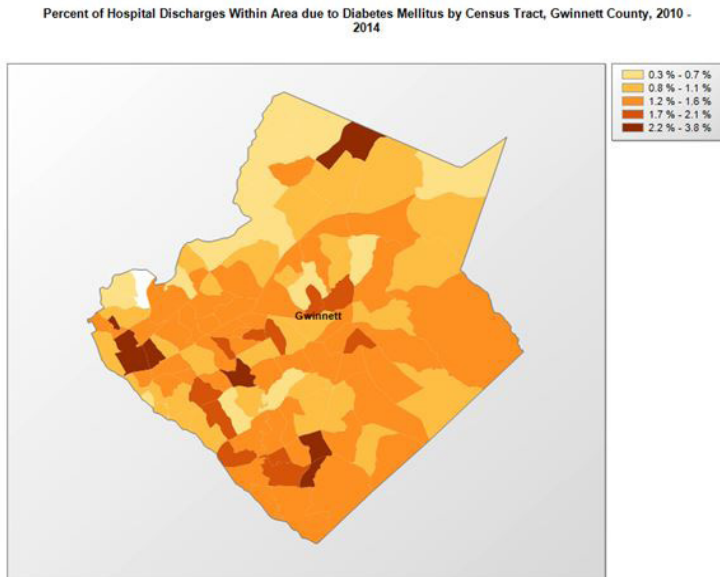 Percent of Hospital Discharges Within Area due to Diabetes Mellitus by Census Tract, Gwinnett County, 2010 -
2014
0.3 % - 0.7 %
0.8 % - 1.1 %
1.2 % - 1.6 %
1.7 % - 2.1 %
2.2 % - 3.8 %
Gwinnett